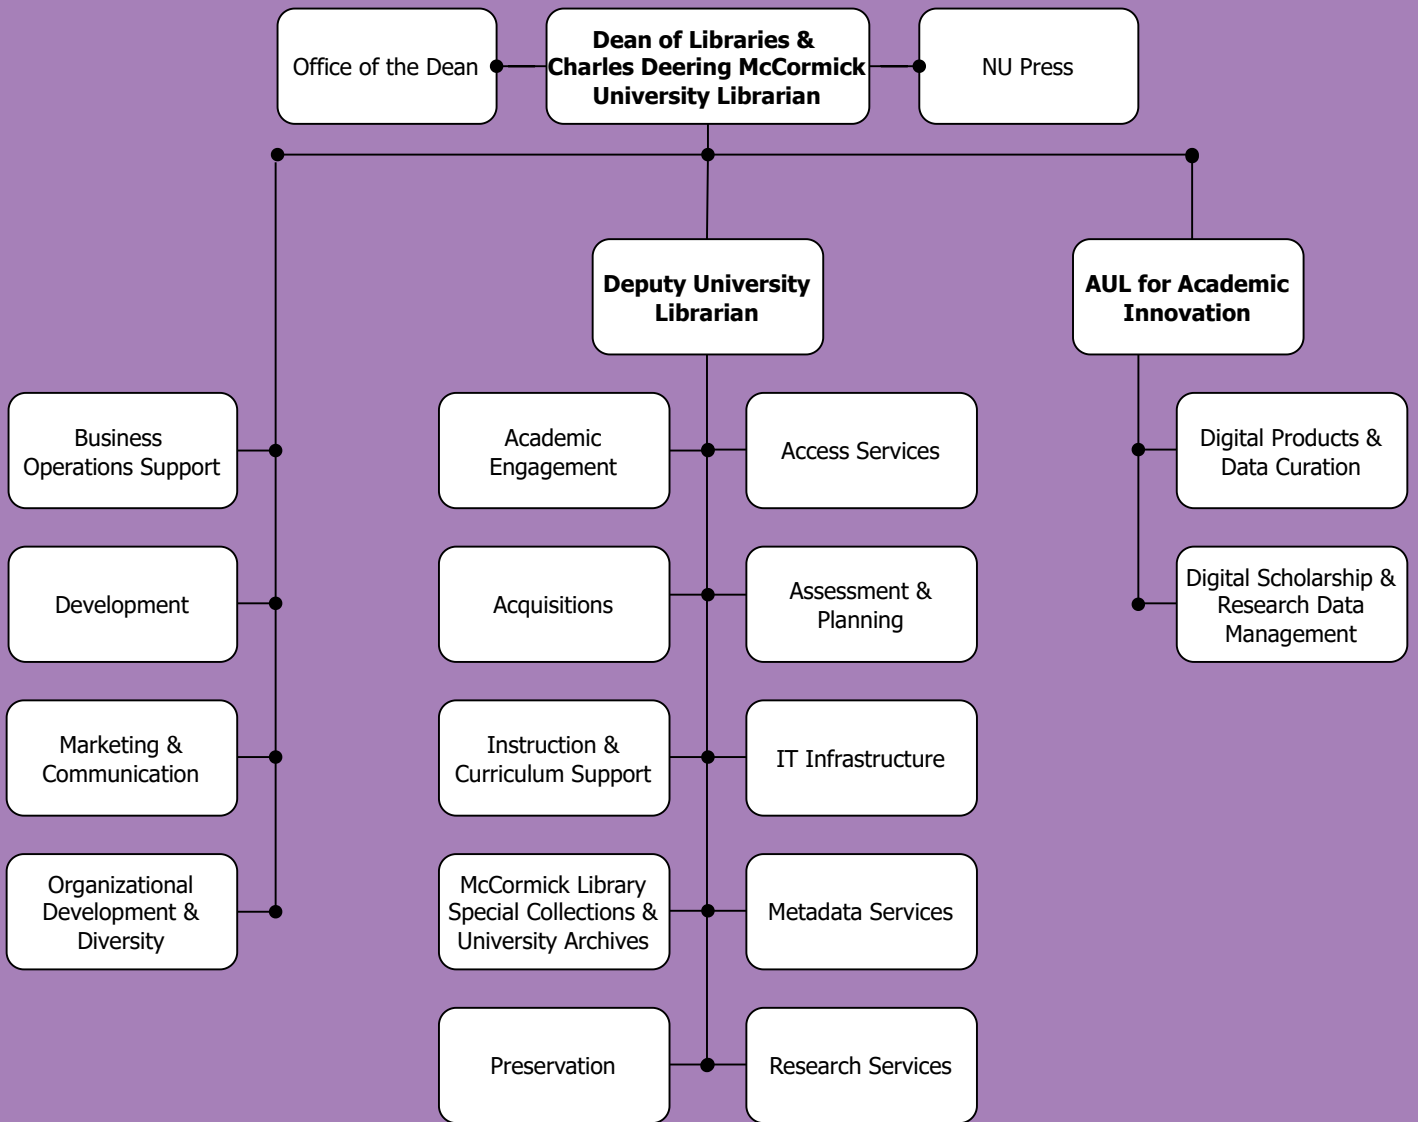 Office of the Dean
Dean of Libraries &
Charles Deering McCormick
University Librarian
NU Press
Deputy University
Librarian
AUL for Academic
Innovation
Business
Operations Support
Academic
Engagement
Access Services
Digital Products &
Data Curation
Development
Acquisitions
Assessment &
Planning
Digital Scholarship &
Research Data
Management
Marketing &
Communication
Instruction &
Curriculum Support
IT Infrastructure
Organizational
Development &
Diversity
McCormick Library
Special Collections &
University Archives
Metadata Services
Preservation
Research Services